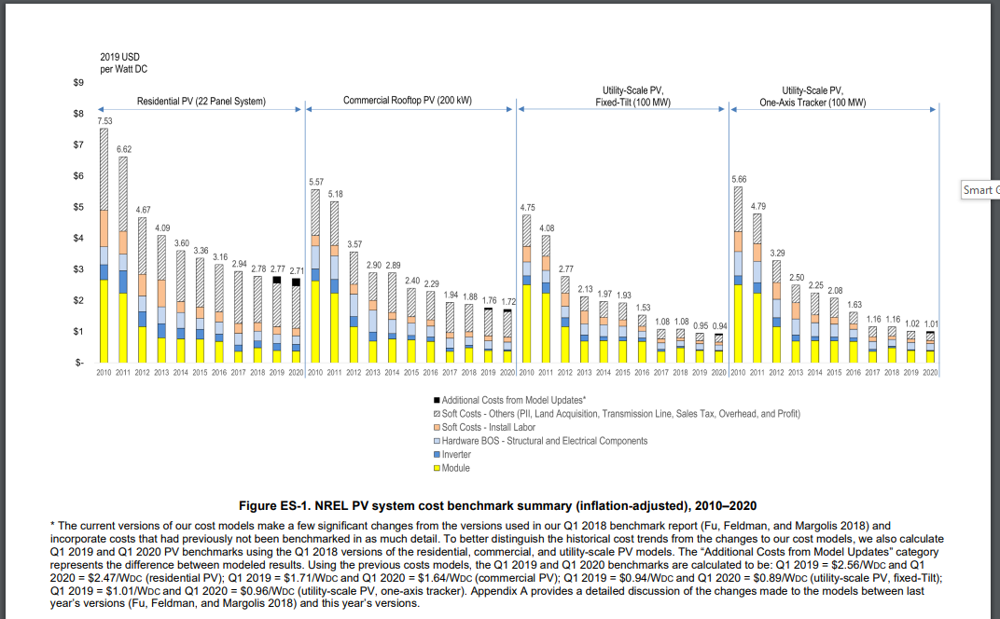 2019 USD
per Watt DC
$9
$8
$7
$6
$5
$4
$3
$2
$1
$-
Residential PV (22 Panel System)
7.53
6.62
4.67
4.09
3.60
3.36
3.16
2.94
2.78
2.77
2.71
2010 2011 2012 2013 2014 2015 2016 2017 2018 2019 2020
Commercial Rooftop PV (200 kW)
5.57
5.18
3.57
2.90
2.89
2.40
2.29
1.94
1.88
1.76
1.72
2010 2011 2012 2013 2014 2015 2016 2017 2018 2019 2020
Utility-Scale PV,
Fixed-Tilt (100 MW)
4.75
4.08
2.77
2.13
1.97
1.93
1.53
1.08
1.08
0.95
0.94
2010 2011 2012 2013 2014 2015 2016 2017 2018 2019 2020
Utility-Scale PV,
One-Axis Tracker (100 MW)
5.66
4.79
3.29
2.50
2.25
2.08
1.63
1.16
1.16
1.02
1.01
2010 2011 2012 2013 2014 2015 2016 2017 2018 2019 2020
Smart
Additional Costs from Model Updates*
Soft Costs - Others (PII, Land Acquisition, Transmission Line, Sales Tax, Overhead, and Profit)
Soft Costs - Install Labor
Hardware BOS - Structural and Electrical Components
Inverter
Module
Figure ES-1. NREL PV system cost benchmark summary (inflation-adjusted), 2010–2020
* The current versions of our cost models make a few significant changes from the versions used in our Q1 2018 benchmark report (Fu, Feldman, and Margolis 2018) and
incorporate costs that had previously not been benchmarked in as much detail. To better distinguish the historical cost trends from the changes to our cost models, we also calculate
Q1 2019 and Q1 2020 PV benchmarks using the Q1 2018 versions of the residential, commercial, and utility-scale PV models. The “Additional Costs from Model Updates” category
represents the difference between modeled results. Using the previous costs models, the Q1 2019 and Q1 2020 benchmarks are calculated to be: Q1 2019 = $2.56/WDC and Q1
2020 = $2.47/WDC (residential PV); Q1 2019 = $1.71/WDC and Q1 2020 = $1.64/WDC (commercial PV); Q1 2019 = $0.94/WDC and Q1 2020 = $0.89/WDC (utility-scale PV, fixed-Tilt);
Q1 2019 = $1.01/WDC and Q1 2020 = $0.96/WDC (utility-scale PV, one-axis tracker). Appendix A provides a detailed discussion of the changes made to the models between last
year’s versions (Fu, Feldman, and Margolis 2018) and this year’s versions.